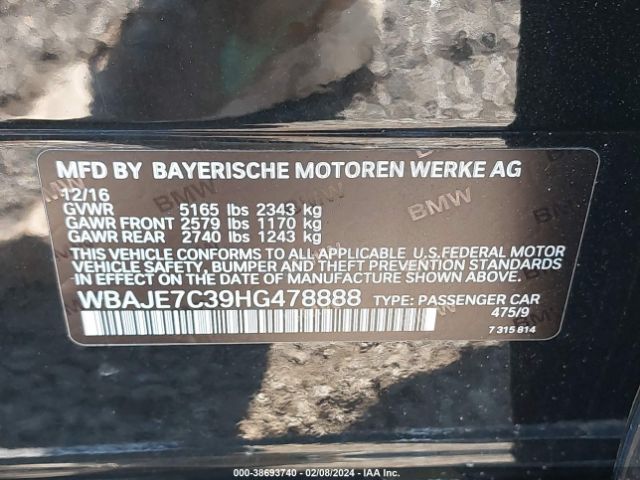 MFD BY BAYERISCHE MOTOREN WERKE AG
12/16
GVWR 5165 lbs 2343 kg
GAWR FRONT 2579 lbs 1170 kg
GAWR REAR 2740 lbs 1243 kg
THIS VEHICLE CONFORMS TO ALL APPLICABLE U.S.FEDERAL MOTOR
VEHICLE SAFETY, BUMPER AND THEFT PREVENTION STANDARDS
IN EFFECT ON THE DATE OF MANUFACTURE SHOWN ABOVE.
WBAJE7C39HG478888 TYPE: PASSENGER CAR
475/9
7 315 814
BMW
BMW
000-38693740 - 02/08/2024 - IAA Inc.